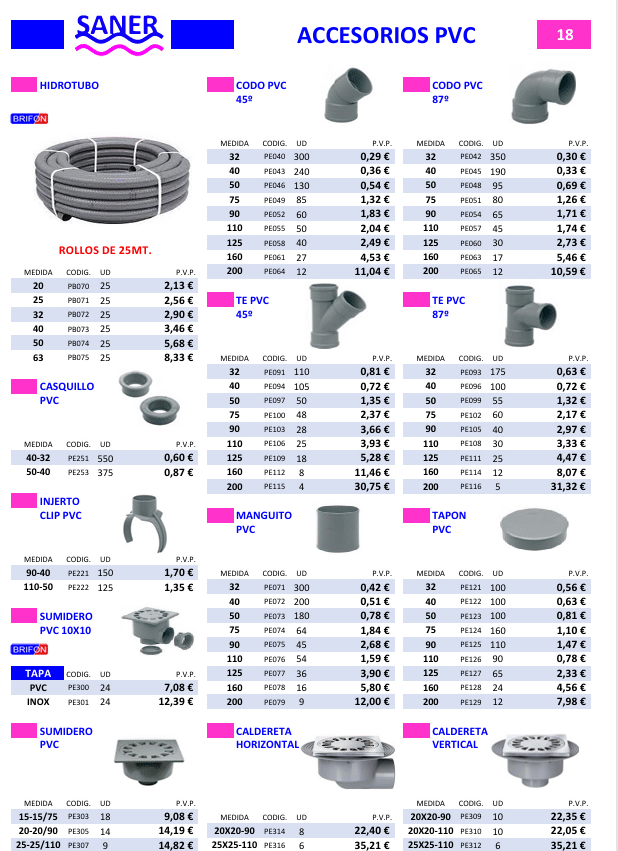 SANER
ACCESORIOS PVC
18
HIDROTUBO
BRIFON
ROLLOS DE 25MT.
MEDIDA CODIG. UD P.V.P.
20 PB070 25 2,13 €
25 PB071 25 2,56 €
32 PB072 25 2,90 €
40 PB073 25 3,46 €
50 PB074 25 5,68 €
63 PB075 25 8,33 €
CASQUILLO
PVC
MEDIDA CODIG. UD P.V.P.
40-32 PE251 550 0,60 €
50-40 PE253 375 0,87 €
INJERTO
CLIP PVC
MEDIDA CODIG. UD P.V.P.
90-40 PE221 150 1,70 €
110-50 PE222 125 1,35 €
SUMIDERO
PVC 10X10
BRIFON
TAPA CODIG. UD P.V.P.
PVC PE300 24 7,08 €
INOX PE301 24 12,39 €
SUMIDERO
PVC
MEDIDA CODIG. UD P.V.P.
15-15/75 PE303 18 9,08 €
20-20/90 PE305 14 14,19 €
25-25/110 PE307 9 14,82 €
CODO PVC
45º
MEDIDA CODIG. UD P.V.P.
32 PE040 300 0,29 €
40 PE043 240 0,36 €
50 PE046 130 0,54 €
75 PE049 85 1,32 €
90 PE052 60 1,83 €
110 PE055 50 2,04 €
125 PE058 40 2,49 €
160 PE061 27 4,53 €
200 PE064 12 11,04 €
TE PVC
45º
MEDIDA CODIG. UD P.V.P.
32 PE091 110 0,81 €
40 PE094 105 0,72 €
50 PE097 50 1,35 €
75 PE100 48 2,37 €
90 PE103 28 3,66 €
110 PE106 25 3,93 €
125 PE109 18 5,28 €
160 PE112 8 11,46 €
200 PE115 4 30,75 €
MANGUITO
PVC
MEDIDA CODIG. UD P.V.P.
32 PE071 300 0,42 €
40 PE072 200 0,51 €
50 PE073 180 0,78 €
75 PE074 64 1,84 €
90 PE075 45 2,68 €
110 PE076 54 1,59 €
125 PE077 36 3,90 €
160 PE078 16 5,80 €
200 PE079 9 12,00 €
CALDERETA
HORIZONTAL
MEDIDA CODIG. UD P.V.P.
20X20-90 PE314 8 22,40 €
25X25-110 PE316 6 35,21 €
CODO PVC
87º
MEDIDA CODIG. UD P.V.P.
32 PE042 350 0,30 €
40 PE045 190 0,33 €
50 PE048 95 0,69 €
75 PE051 80 1,26 €
90 PE054 65 1,71 €
110 PE057 45 1,74 €
125 PE060 30 2,73 €
160 PE063 17 5,46 €
200 PE065 12 10,59 €
TE PVC
87º
MEDIDA CODIG. UD P.V.P.
32 PE093 175 0,63 €
40 PE096 100 0,72 €
50 PE099 55 1,32 €
75 PE102 60 2,17 €
90 PE105 40 2,97 €
110 PE108 30 3,33 €
125 PE111 25 4,47 €
160 PE114 12 8,07 €
200 PE116 5 31,32 €
TAPON
PVC
MEDIDA CODIG. UD P.V.P.
32 PE121 100 0,56 €
40 PE122 100 0,63 €
50 PE123 100 0,81 €
75 PE124 160 1,10 €
90 PE125 110 1,47 €
110 PE126 90 0,78 €
125 PE127 65 2,33 €
160 PE128 24 4,56 €
200 PE129 12 7,98 €
CALDERETA
VERTICAL
MEDIDA CODIG. UD P.V.P.
20X20-90 PE309 10 22,35 €
20X20-110 PE310 10 22,05 €
25X25-110 PE312 6 35,21 €